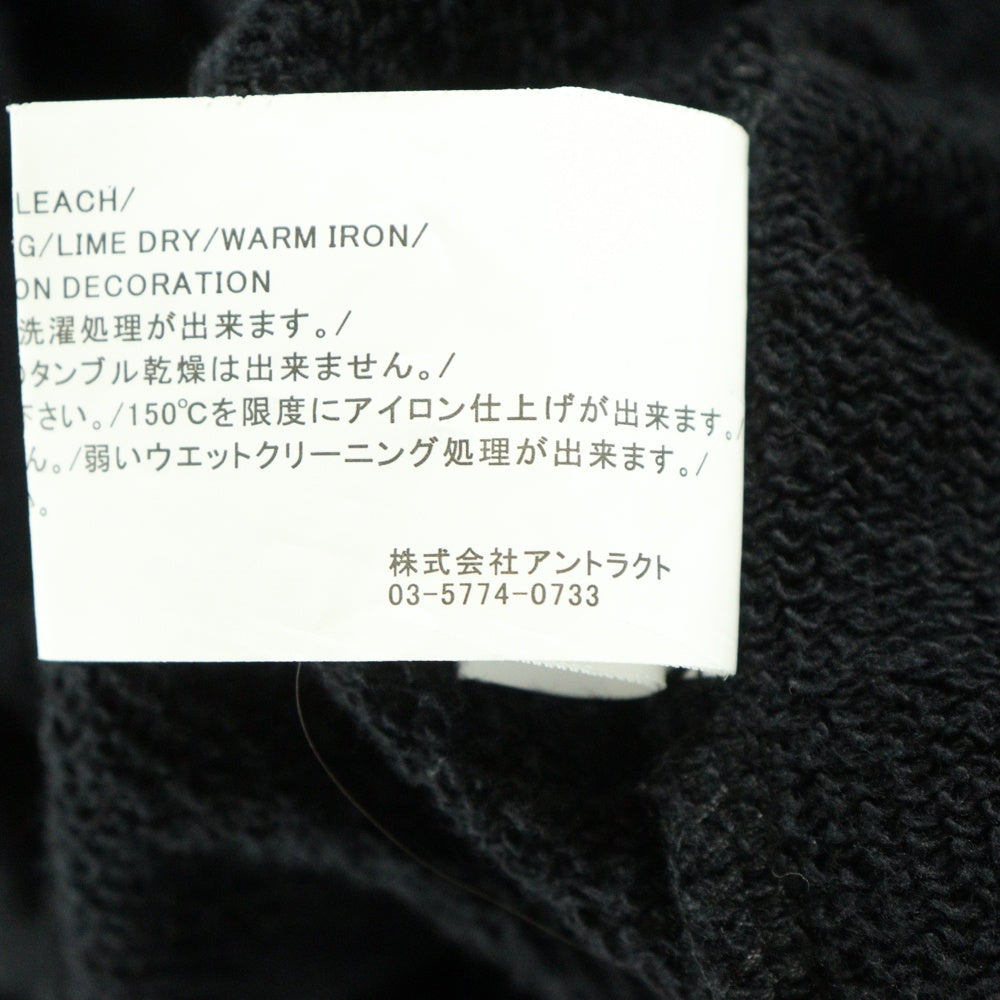 LEACH/
G/LIME DRY/WARM IRON/
ON DECORATION
洗濯処理が出来ます。/
のタンブル乾燥は出来ません。/
下さい。/150℃を限度にアイロン仕上げが出来ます。/
ん。/弱いウエットクリーニング処理が出来ます。/
い。
株式会社アントラクト
03-5774-0733